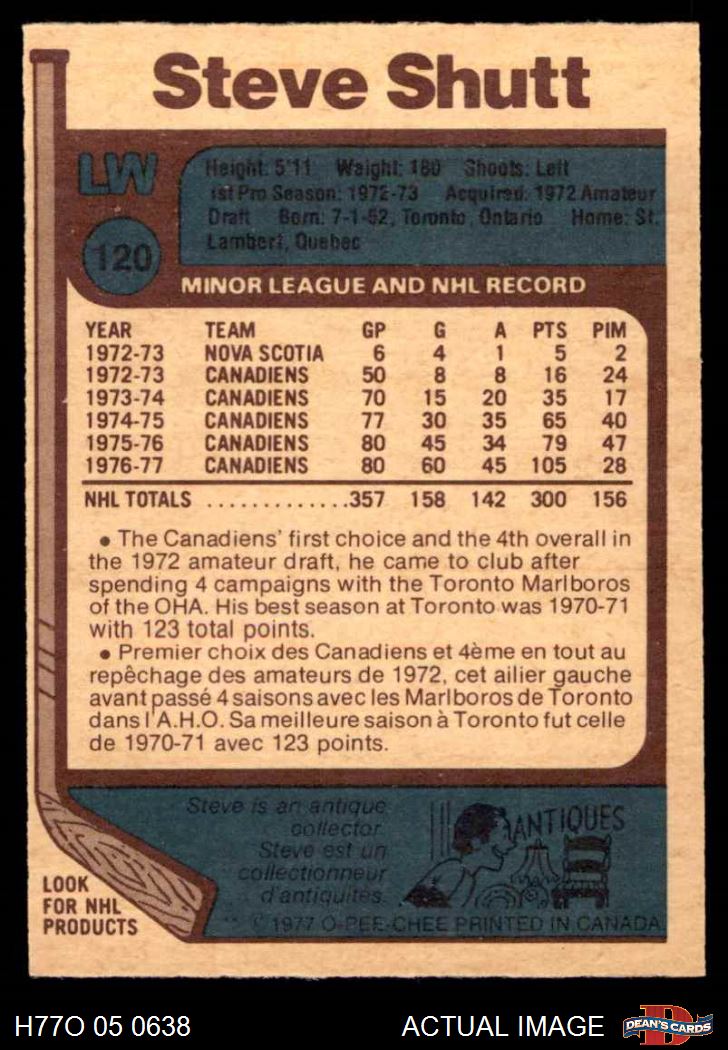 Steve Shutt
LW
Height: 5'11 Waight: 180 Shoots: Left
1st Pro Season: 1972-73 Acquired: 1972 Amateur
Draft Born: 7-1-52, Toronto, Ontario Home: St.
Lambert, Quebec
120
MINOR LEAGUE AND NHL RECORD
YEAR TEAM GP G A PTS PIM
1972-73 NOVA SCOTIA 6 4 1 5 2
1972-73 CANADIENS 50 8 8 16 24
1973-74 CANADIENS 70 15 20 35 17
1974-75 CANADIENS 77 30 35 65 40
1975-76 CANADIENS 80 45 34 79 47
1976-77 CANADIENS 80 60 45 105 28
NHL TOTALS .............357 158 142 300 156
• The Canadiens' first choice and the 4th overall in
the 1972 amateur draft, he came to club after
spending 4 campaigns with the Toronto Marlboros
of the OHA. His best season at Toronto was 1970-71
with 123 total points.
• Premier choix des Canadiens et 4ème en tout au
repêchage des amateurs de 1972, cet ailier gauche
avant passé 4 saisons avec les Marlboros de Toronto
dans l'A.H.O. Sa meilleure saison à Toronto fut celle
de 1970-71 avec 123 points.
Steve is an antique
collector.
Steve est un
collectionneur
d'antiquités.
ANTIQUES
LOOK
FOR NHL
PRODUCTS
** © 1977 O-PEE-CHEE PRINTED IN CANADA
H77O 05 0638 ACTUAL IMAGE
D
DEAN'S CARDS